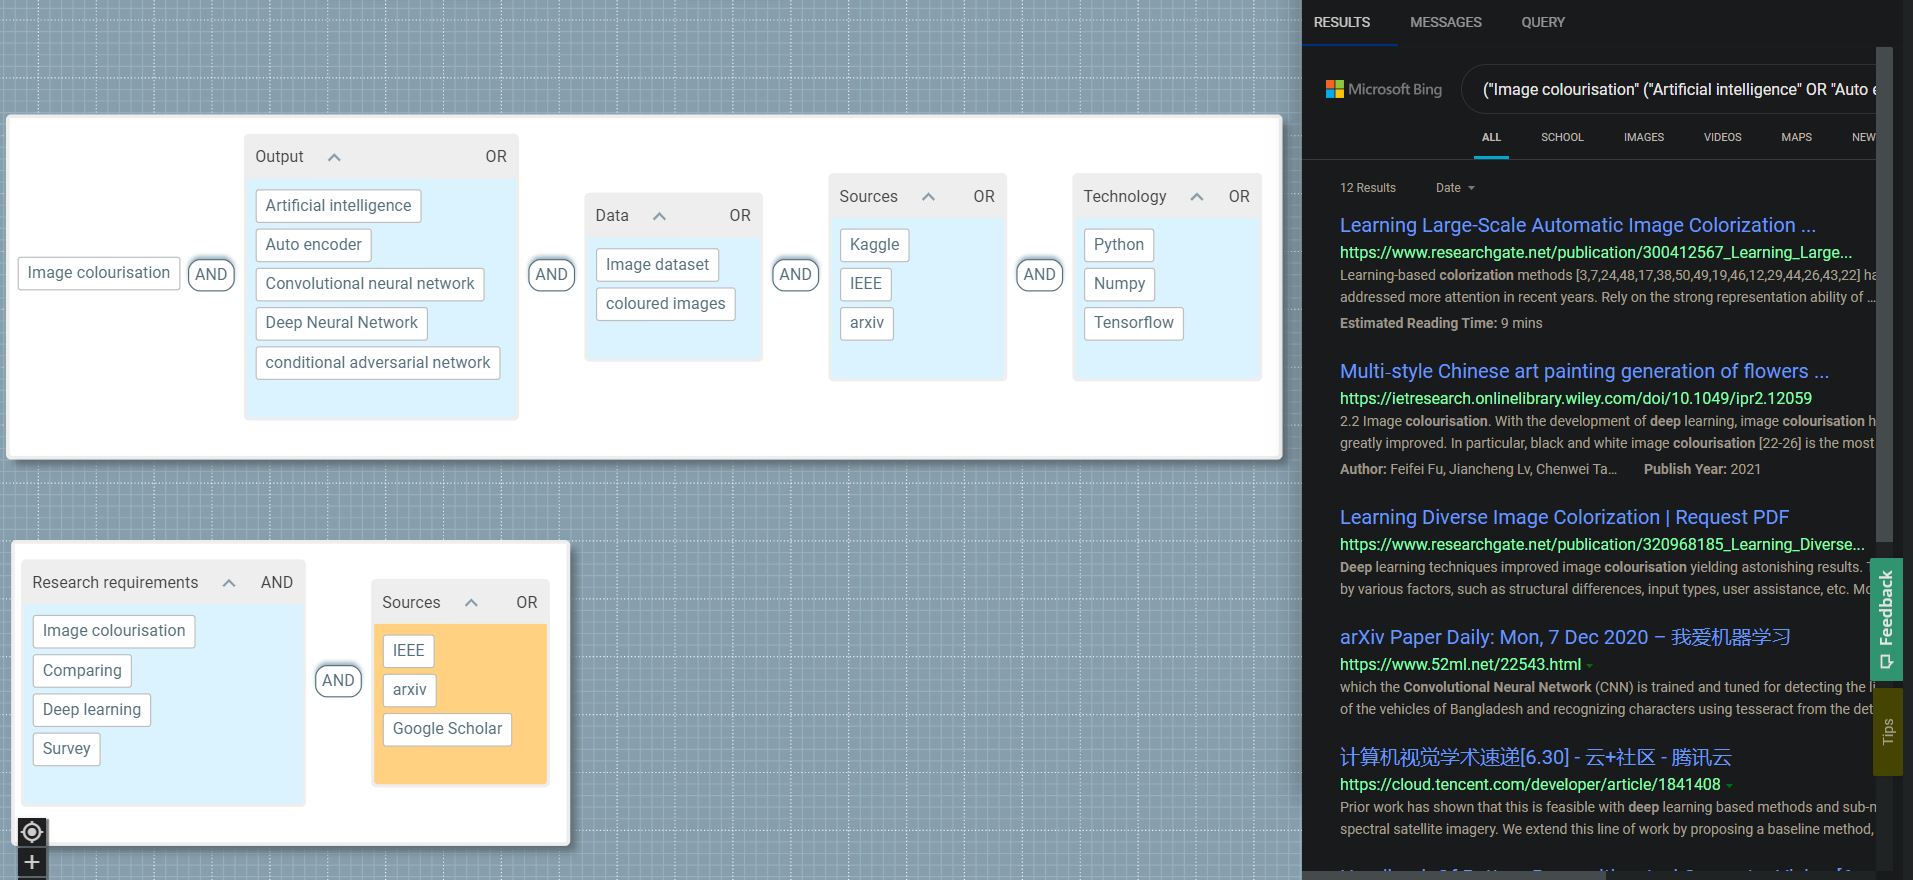 Image colourisation
AND
Output
OR
Artificial intelligence
Auto encoder
Convolutional neural network
Deep Neural Network
conditional adversarial network
AND
Data
OR
Image dataset
coloured images
AND
Sources
OR
Kaggle
IEEE
arxiv
AND
Technology
OR
Python
Numpy
Tensorflow
Research requirements
AND
Image colourisation
Comparing
Deep learning
Survey
AND
Sources
OR
IEEE
arxiv
Google Scholar
RESULTS MESSAGES QUERY
Microsoft Bing
("Image colourisation" ("Artificial intelligence" OR "Auto
ALL SCHOOL IMAGES VIDEOS MAPS NEW
12 Results Date
Learning Large-Scale Automatic Image Colorization ...
https://www.researchgate.net/publication/300412567_Learning_Large...
Learning-based colorization methods [3,7,24,48,17,38,50,49,19,46,12,29,44,26,43,22] ha
addressed more attention in recent years. Rely on the strong representation ability of ...
Estimated Reading Time: 9 mins
Multi-style Chinese art painting generation of flowers ...
https://ietresearch.onlinelibrary.wiley.com/doi/10.1049/ipr2.12059
2.2 Image colourisation. With the development of deep learning, image colourisation h
greatly improved. In particular, black and white image colourisation [22-26] is the most
Author: Feifei Fu, Jiancheng Lv, Chenwei Ta... Publish Year: 2021
Learning Diverse Image Colorization | Request PDF
https://www.researchgate.net/publication/320968185_Learning_Diverse...
Deep learning techniques improved image colourisation yielding astonishing results.
by various factors, such as structural differences, input types, user assistance, etc. Mo
arXiv Paper Daily: Mon, 7 Dec 2020 – 我爱机器学习
https://www.52ml.net/22543.html
which the Convolutional Neural Network (CNN) is trained and tuned for detecting the li
of the vehicles of Bangladesh and recognizing characters using tesseract from the det
计算机视觉学术速递[6.30] - 云+社区 - 腾讯云
https://cloud.tencent.com/developer/article/1841408
Prior work has shown that this is feasible with deep learning based methods and sub-n
spectral satellite imagery. We extend this line of work by proposing a baseline method,
Feedback
Tips